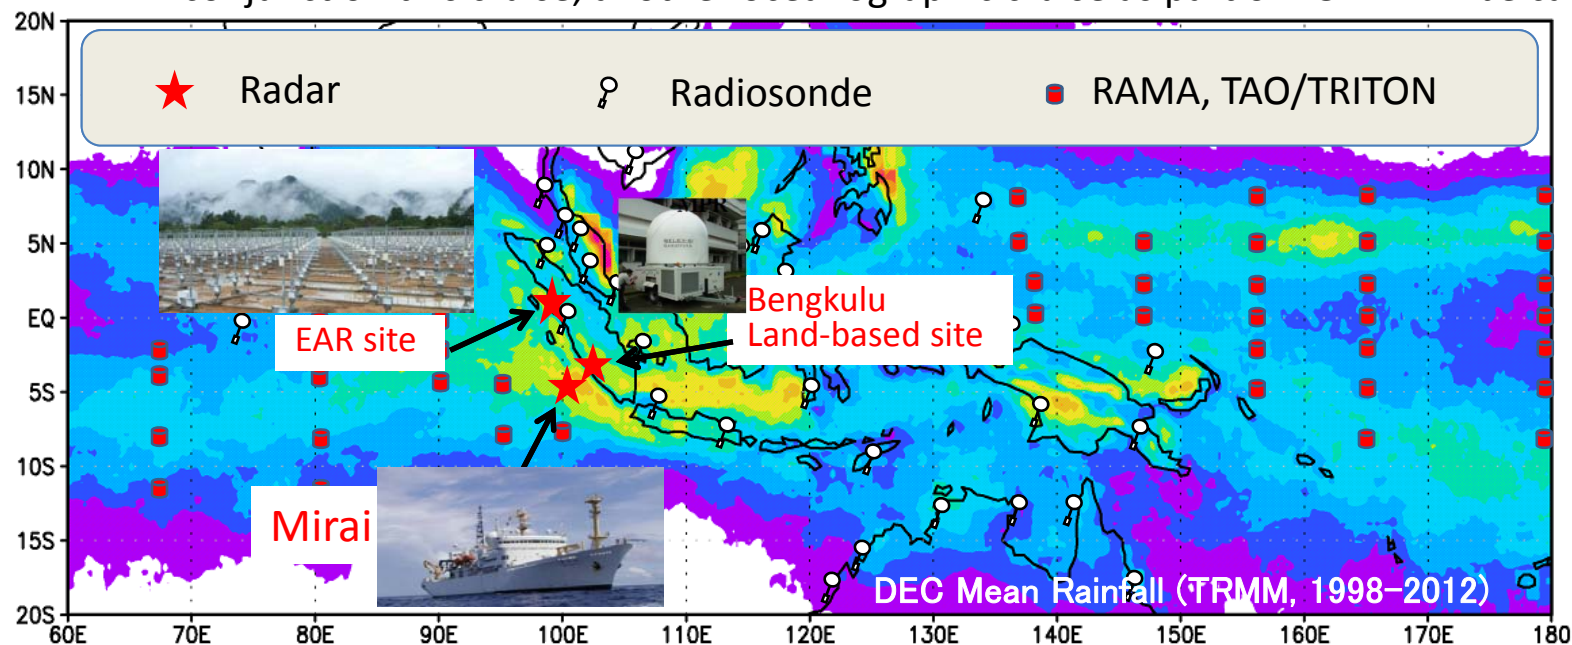 20N
Radar
Radiosonde
RAMA, TAO/TRITON
15N
10N
5N
EQ
5S
10S
15S
20S
EAR site
Bengkulu
Land-based site
Mirai
DEC Mean Rainfall (TRMM, 1998-2012)
60E 70E 80E 90E 100E 110E 120E 130E 140E 150E 160E 170E 180